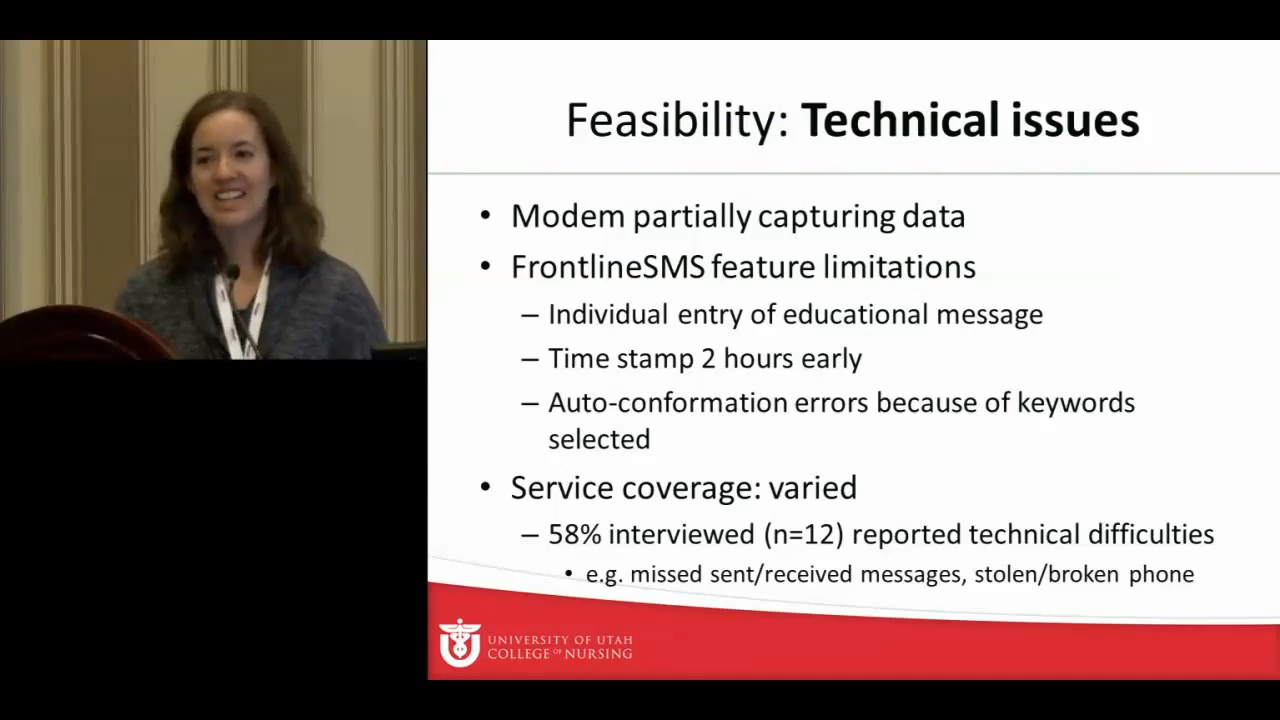 Feasibility: Technical issues
• Modem partially capturing data
• FrontlineSMS feature limitations
– Individual entry of educational message
– Time stamp 2 hours early
– Auto-conformation errors because of keywords
selected
• Service coverage: varied
– 58% interviewed (n=12) reported technical difficulties
• e.g. missed sent/received messages, stolen/broken phone
UNIVERSITY OF UTAH
COLLEGE OF NURSING